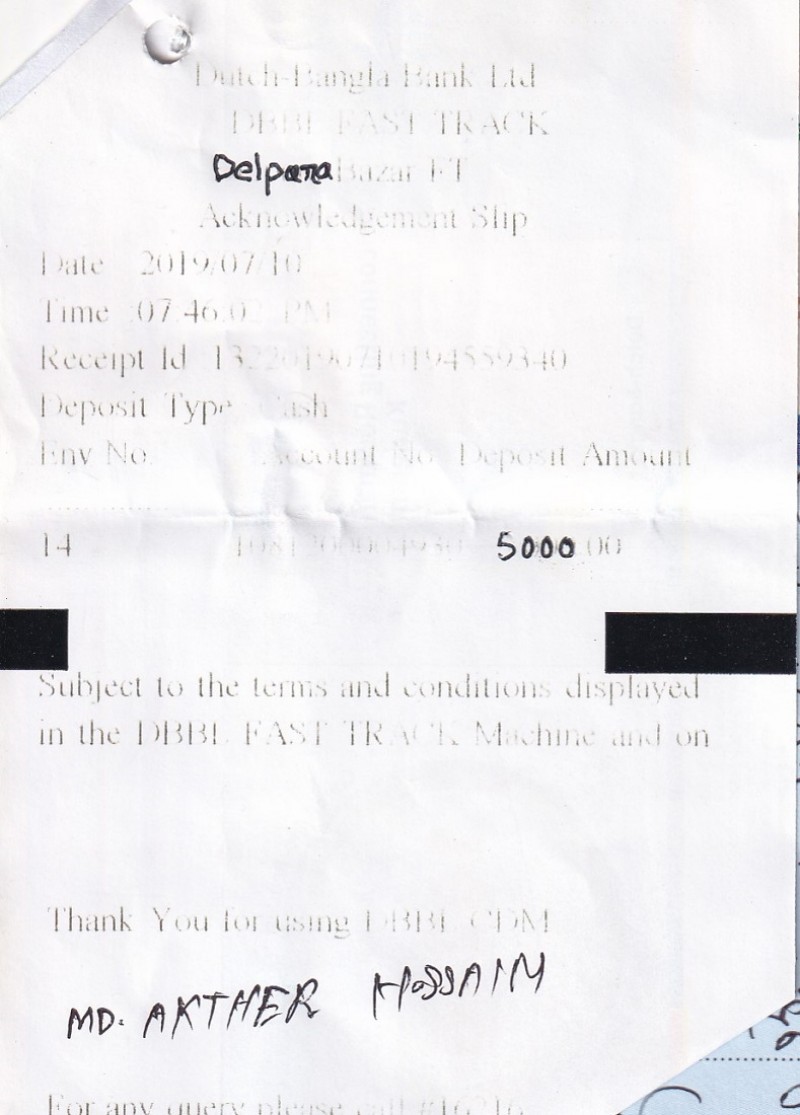 Dutch-Bangla Bank Ltd
DBBL FAST TRACK
Delpara Bazar FT
Acknowledgement Slip
Date 2019/07/10
Time :07:46:02 PM
Receipt Id 13220190710194559340
Deposit Type Cash
Env No. Account No. Deposit Amount
14 5000.00
Subject to the terms and conditions displayed
in the DBBL FAST TRACK Machine and on
Thank You for using DBBL CDM
MD. AKTHER HOSSAIM
For any query please call #16216